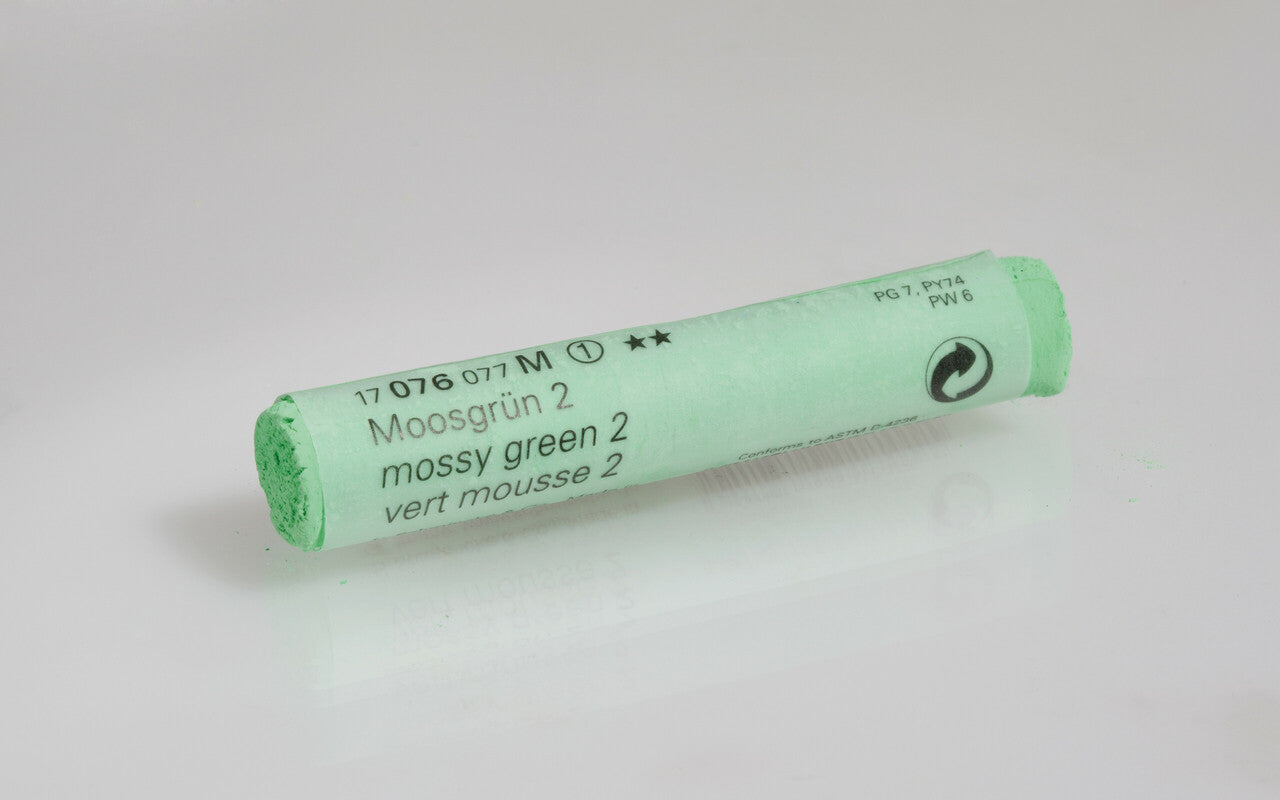 17 076 077 M ① ★★
Moosgrün 2
mossy green 2
vert mousse 2
PG 7, PY74
PW 6
Conforms to ASTM D-4236